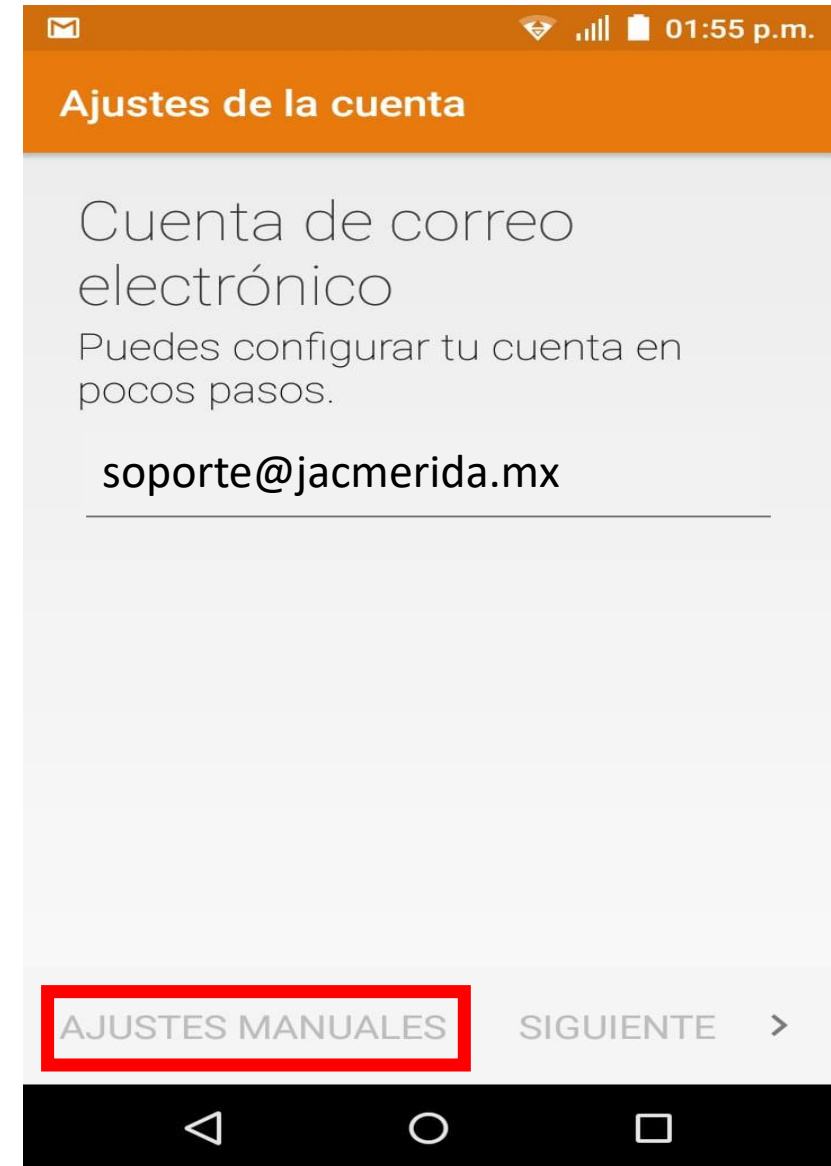 01:55 p.m.
Ajustes de la cuenta
Cuenta de correo
electrónico
Puedes configurar tu cuenta en
pocos pasos.
soporte@jacmerida.mx
AJUSTES MANUALES SIGUIENTE >